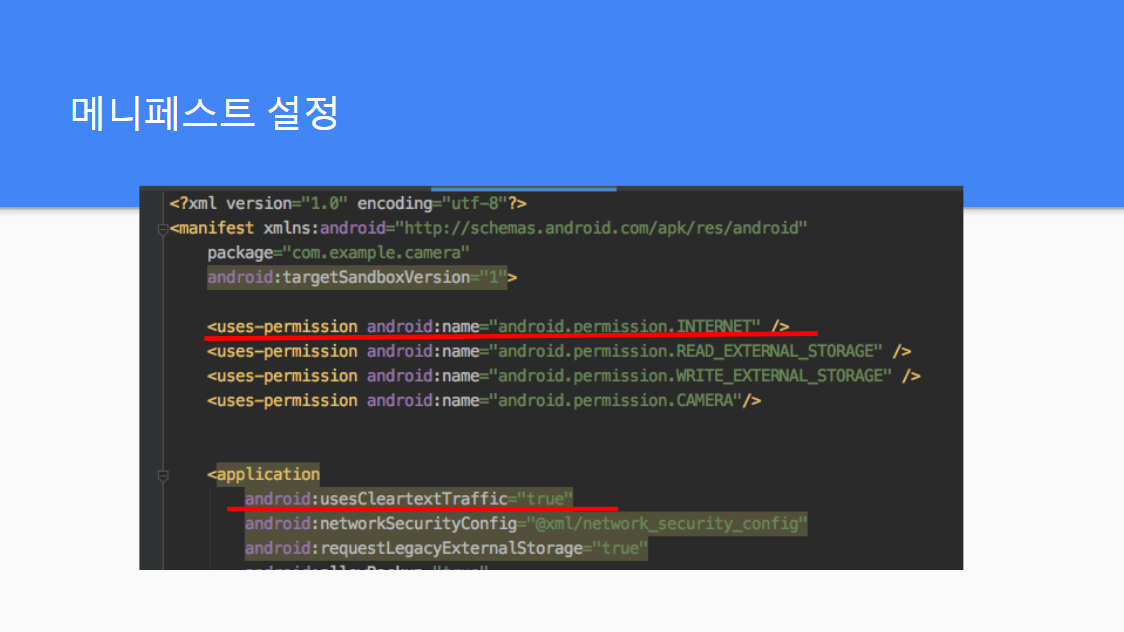 메니페스트 설정
<?xml version="1.0" encoding="utf-8"?>
<manifest xmlns:android="http://schemas.android.com/apk/res/android"
package="com.example.camera"
android:targetSandboxVersion="1">
<uses-permission android:name="android.permission.INTERNET" />
<uses-permission android:name="android.permission.READ_EXTERNAL_STORAGE" />
<uses-permission android:name="android.permission.WRITE_EXTERNAL_STORAGE" />
<uses-permission android:name="android.permission.CAMERA"/>
<application
android:usesCleartextTraffic="true"
android:networkSecurityConfig="@xml/network_security_config"
android:requestLegacyExternalStorage="true"